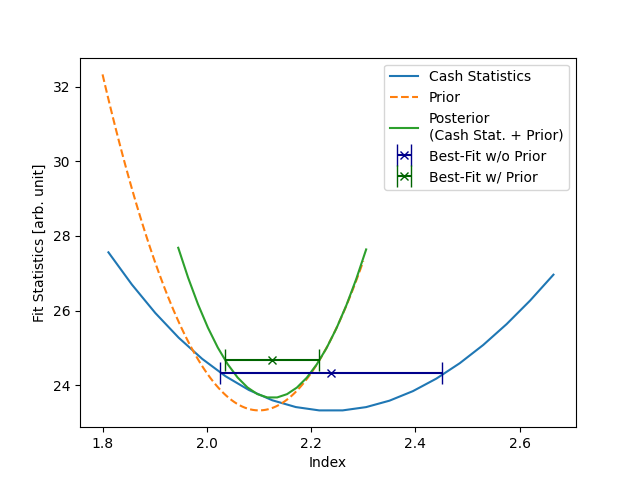 Cash Statistics
Prior
Posterior
(Cash Stat. + Prior)
Best-Fit w/o Prior
Best-Fit w/ Prior
Fit Statistics [arb. unit]
32
30
28
26
24
1.8 2.0 2.2 2.4 2.6
Index